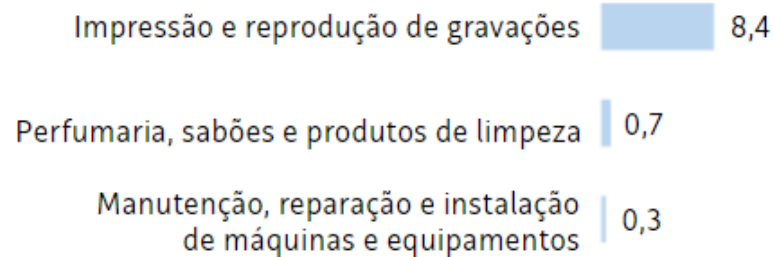 Impressão e reprodução de gravações 8,4
Perfumaria, sabões e produtos de limpeza 0,7
Manutenção, reparação e instalação
de máquinas e equipamentos 0,3